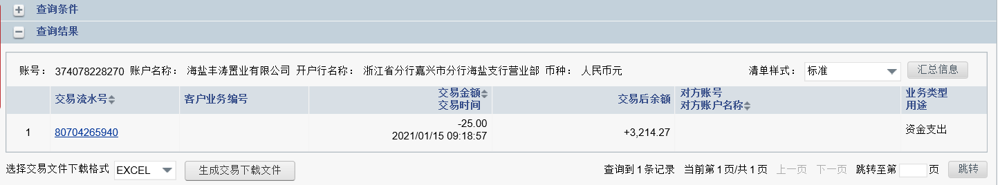 查询条件
查询结果
账号： 374078228270 账户名称： 海盐丰涛置业有限公司 开户行名称： 浙江省分行嘉兴市分行海盐支行营业部 币种： 人民币元 清单样式： 标准 汇总信息
交易流水号 客户业务编号 交易金额 交易后余额 对方账号 业务类型
交易时间 对方账户名称 用途
1 80704265940 -25.00 +3,214.27 资金支出
2021/01/15 09:18:57
选择交易文件下载格式 EXCEL 生成交易下载文件 查询到1条记录 当前第1页/共1页 上一页 下一页 跳转至第 页 跳转